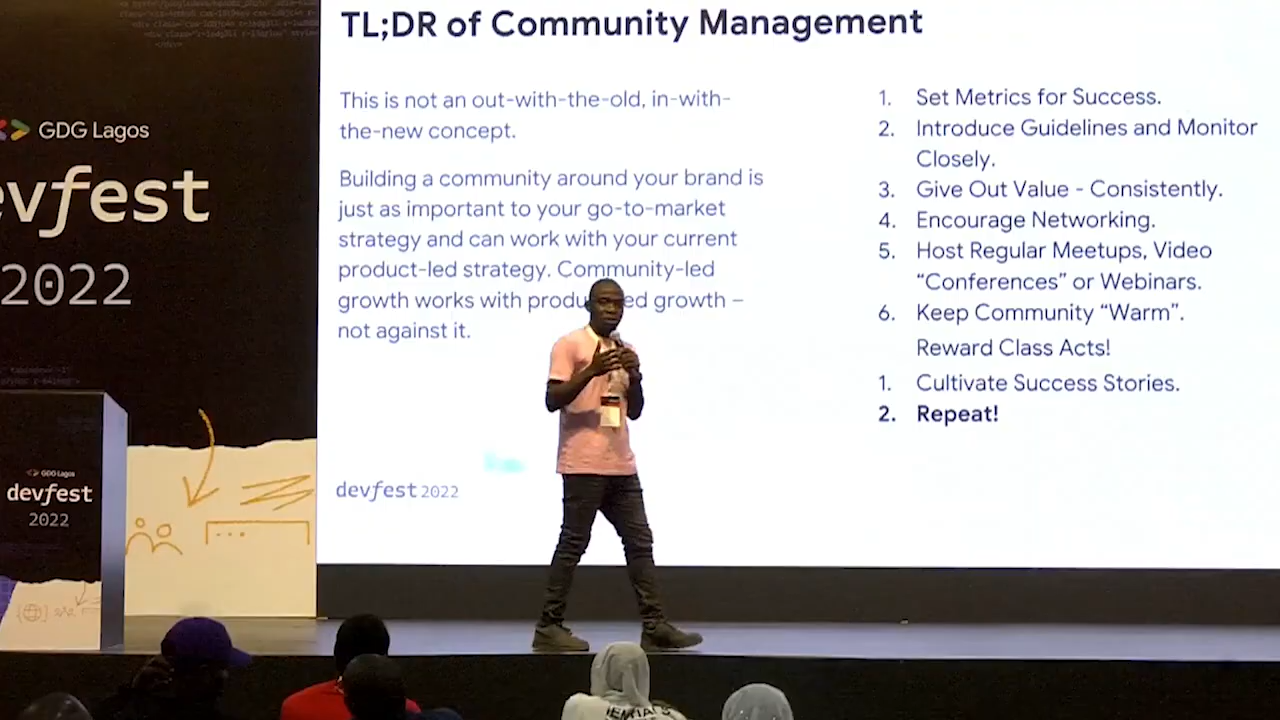 TL;DR of Community Management
This is not an out-with-the-old, in-with-
the-new concept.
Building a community around your brand is
just as important to your go-to-market
strategy and can work with your current
product-led strategy. Community-led
growth works with produ ed growth –
not against it.
1. Set Metrics for Success.
2. Introduce Guidelines and Monitor
Closely.
3. Give Out Value - Consistently.
4. Encourage Networking.
5. Host Regular Meetups, Video
“Conferences” or Webinars.
6. Keep Community “Warm”.
Reward Class Acts!
1. Cultivate Success Stories.
2. Repeat!
devfest 2022
GDG Lagos
evfest
2022
GDG Lagos
devfest
2022